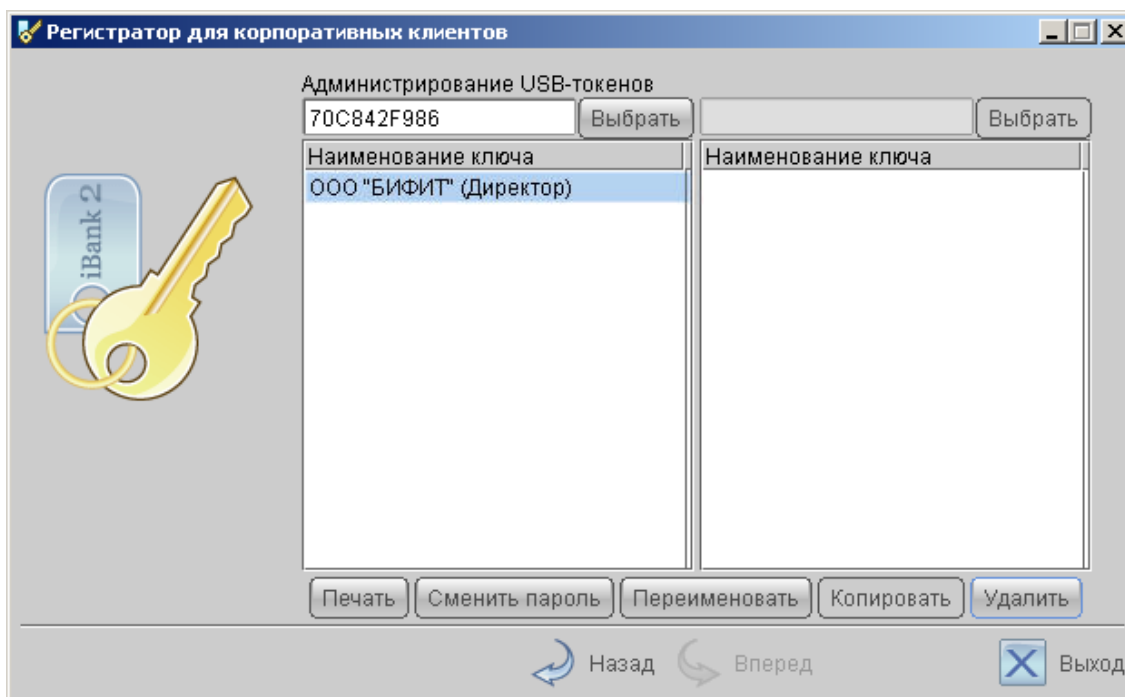 Регистратор для корпоративных клиентов
Администрирование USB-токенов
70C842F986 Выбрать Выбрать
Наименование ключа Наименование ключа
ООО "БИФИТ" (Директор)
iBank 2
Печать Сменить пароль Переименовать Копировать Удалить
Назад Вперед Выход